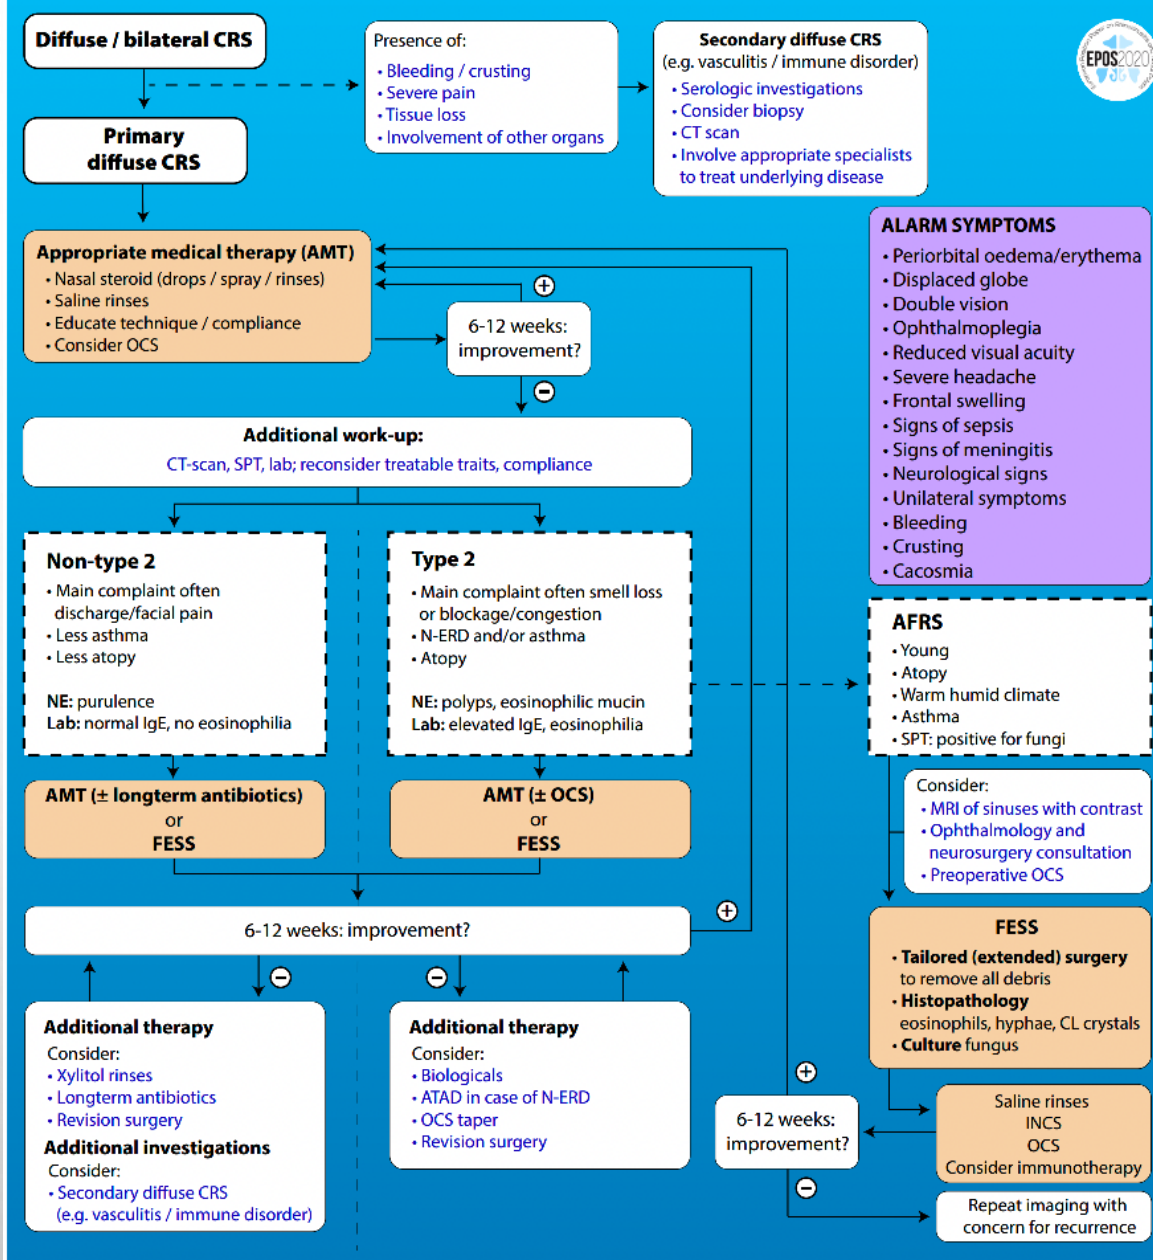 Diffuse / bilateral CRS
Presence of:
• Bleeding / crusting
• Severe pain
• Tissue loss
• Involvement of other organs
Secondary diffuse CRS
(e.g. vasculitis / immune disorder)
• Serologic investigations
• Consider biopsy
• CT scan
• Involve appropriate specialists
to treat underlying disease
EPOS2020
Primary
diffuse CRS
Appropriate medical therapy (AMT)
• Nasal steroid (drops / spray / rinses)
• Saline rinses
• Educate technique / compliance
• Consider OCS
+
6-12 weeks:
improvement?
−
ALARM SYMPTOMS
• Periorbital oedema/erythema
• Displaced globe
• Double vision
• Ophthalmoplegia
• Reduced visual acuity
• Severe headache
• Frontal swelling
• Signs of sepsis
• Signs of meningitis
• Neurological signs
• Unilateral symptoms
• Bleeding
• Crusting
• Cacosmia
Additional work-up:
CT-scan, SPT, lab; reconsider treatable traits, compliance
Non-type 2
• Main complaint often
discharge/facial pain
• Less asthma
• Less atopy
NE: purulence
Lab: normal IgE, no eosinophilia
Type 2
• Main complaint often smell loss
or blockage/congestion
• N-ERD and/or asthma
• Atopy
NE: polyps, eosinophilic mucin
Lab: elevated IgE, eosinophilia
AFRS
• Young
• Atopy
• Warm humid climate
• Asthma
• SPT: positive for fungi
AMT (± longterm antibiotics)
or
FESS
AMT (± OCS)
or
FESS
Consider:
• MRI of sinuses with contrast
• Ophthalmology and
neurosurgery consultation
• Preoperative OCS
6-12 weeks: improvement?
+
−
−
FESS
• Tailored (extended) surgery
to remove all debris
• Histopathology
eosinophils, hyphae, CL crystals
• Culture fungus
Additional therapy
Consider:
• Xylitol rinses
• Longterm antibiotics
• Revision surgery
Additional investigations
Consider:
• Secondary diffuse CRS
(e.g. vasculitis / immune disorder)
Additional therapy
Consider:
• Biologicals
• ATAD in case of N-ERD
• OCS taper
• Revision surgery
+
6-12 weeks:
improvement?
−
Saline rinses
INCS
OCS
Consider immunotherapy
Repeat imaging with
concern for recurrence